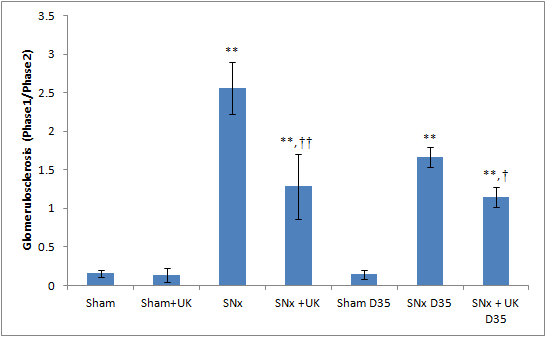 Glomerulosclerosis (Phase1/Phase2)
3.5
3
2.5
2
1.5
1
0.5
0
**
**,††
**
**,†
Sham
Sham+UK
SNx
SNx +UK
Sham D35
SNx D35
SNx + UK
D35